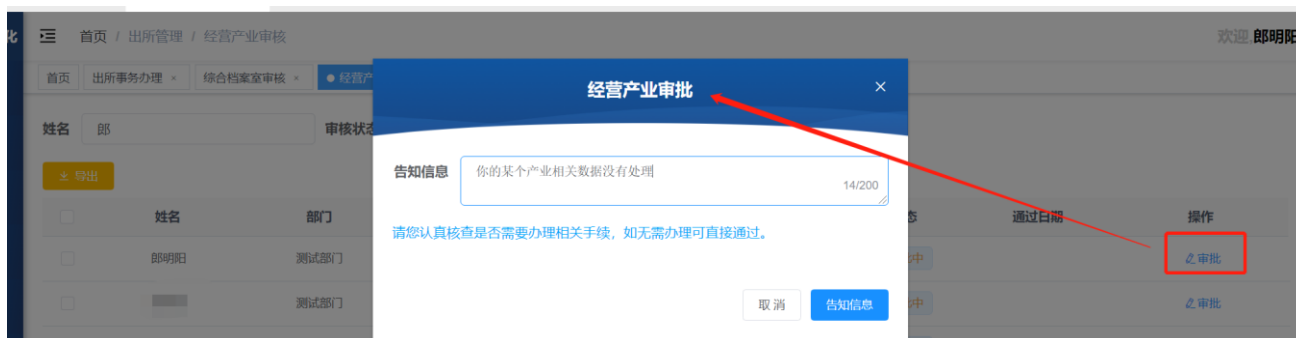 化 首页 / 出所管理 / 经营产业审核 欢迎,郎明阳
首页 出所事务办理 × 综合档案室审核 × 经营产
经营产业审批 ×
姓名 郎 审核状态
导出
告知信息 你的某个产业相关数据没有处理 14/200
姓名 部门 态 通过日期 操作
请您认真核查是否需要办理相关手续，如无需办理可直接通过。
郎明阳 测试部门 中 审批
取 消 告知信息
测试部门 中 审批